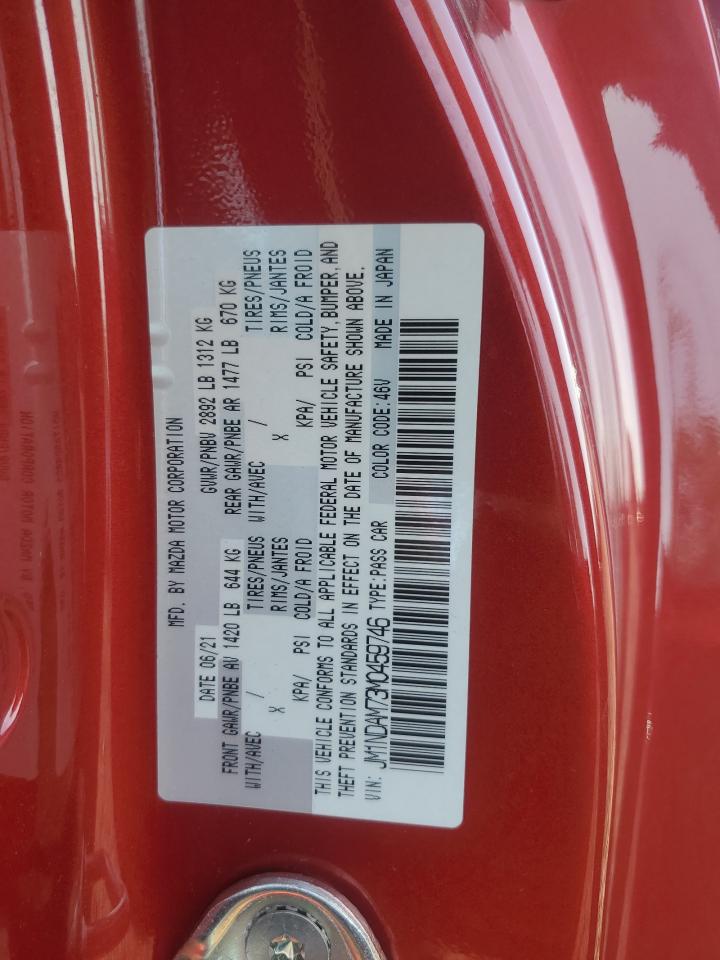 MFD. BY MAZDA MOTOR CORPORATION
DATE 06/21 GVWR/PNBV 2892 LB 1312 KG
FRONT GAWR/PNBE AV 1420 LB 644 KG REAR GAWR/PNBE AR 1477 LB 670 KG
WITH/AVEC / TIRES/PNEUS WITH/AVEC / TIRES/PNEUS
X RIMS/JANTES X RIMS/JANTES
KPA/ PSI COLD/A FROID KPA/ PSI COLD/A FROID
THIS VEHICLE CONFORMS TO ALL APPLICABLE FEDERAL MOTOR VEHICLE SAFETY, BUMPER, AND
THEFT PREVENTION STANDARDS IN EFFECT ON THE DATE OF MANUFACTURE SHOWN ABOVE.
VIN: JM1NDAM73M0459746 TYPE:PASS CAR COLOR CODE:46V MADE IN JAPAN